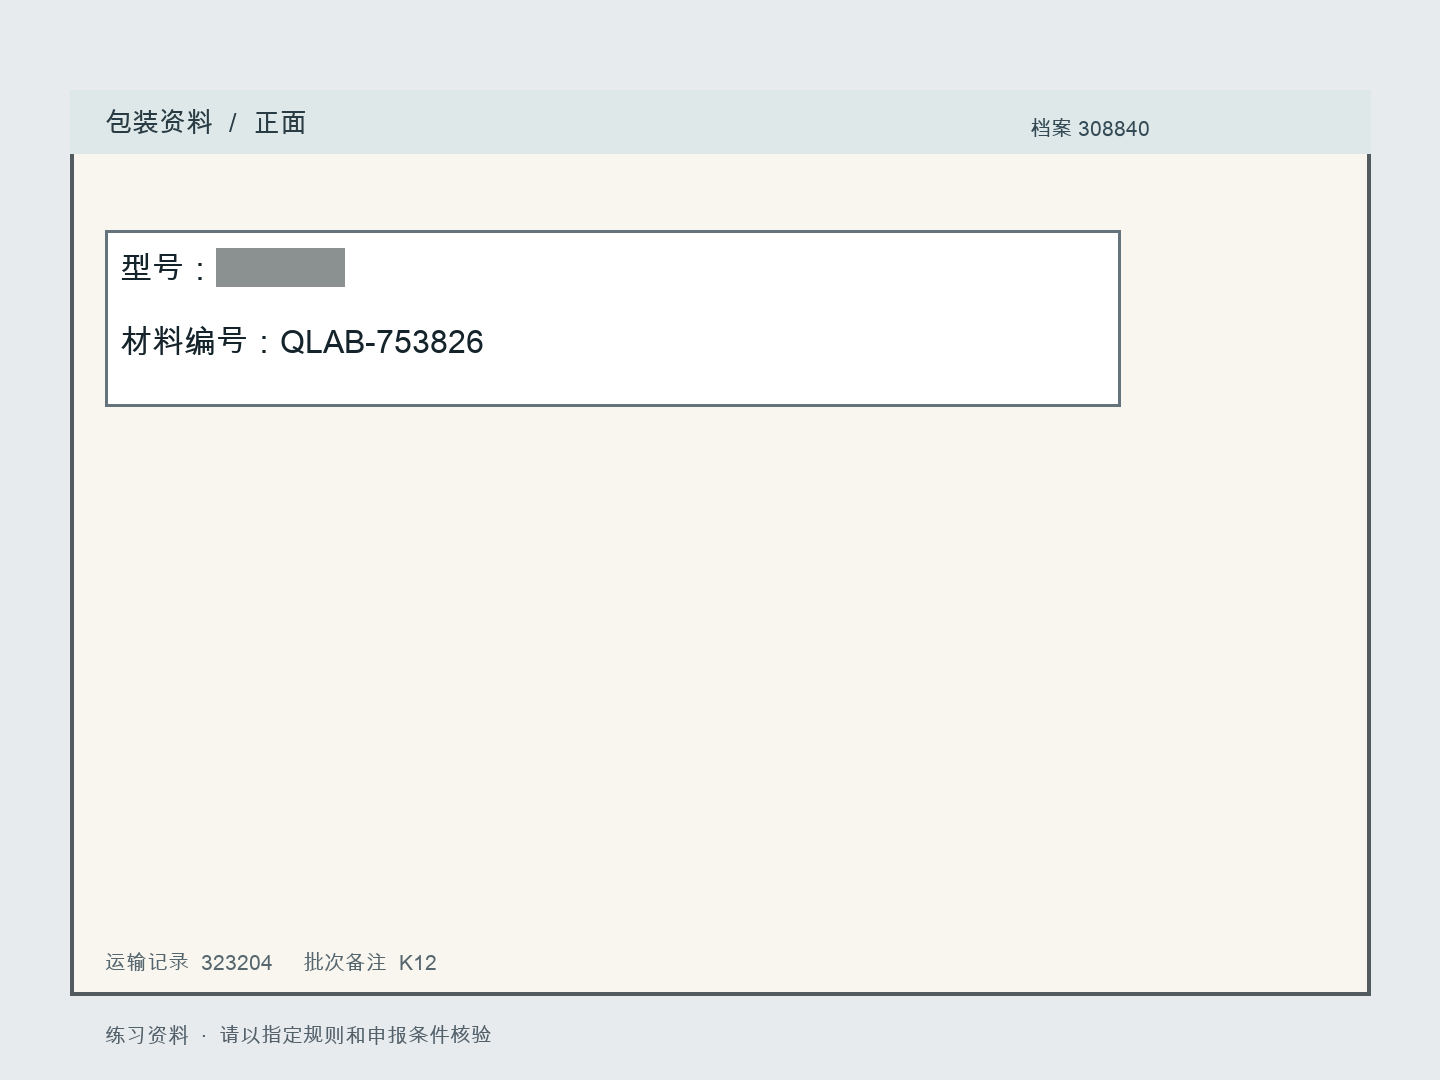 包装资料 / 正面
档案 308840
型号：
材料编号：QLAB-753826
运输记录 323204 批次备注 K12
练习资料 · 请以指定规则和申报条件核验